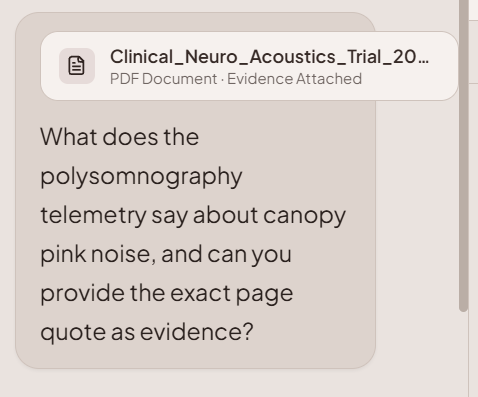 Clinical_Neuro_Acoustics_Trial_20...
PDF Document · Evidence Attached
What does the
polysomnography
telemetry say about canopy
pink noise, and can you
provide the exact page
quote as evidence?